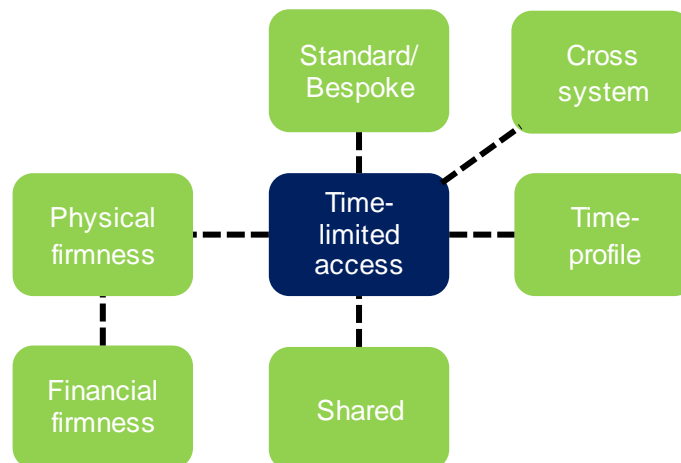 Standard/
Bespoke
Cross
system
Physical
firmness
Time-
limited
access
Time-
profile
Financial
firmness
Shared